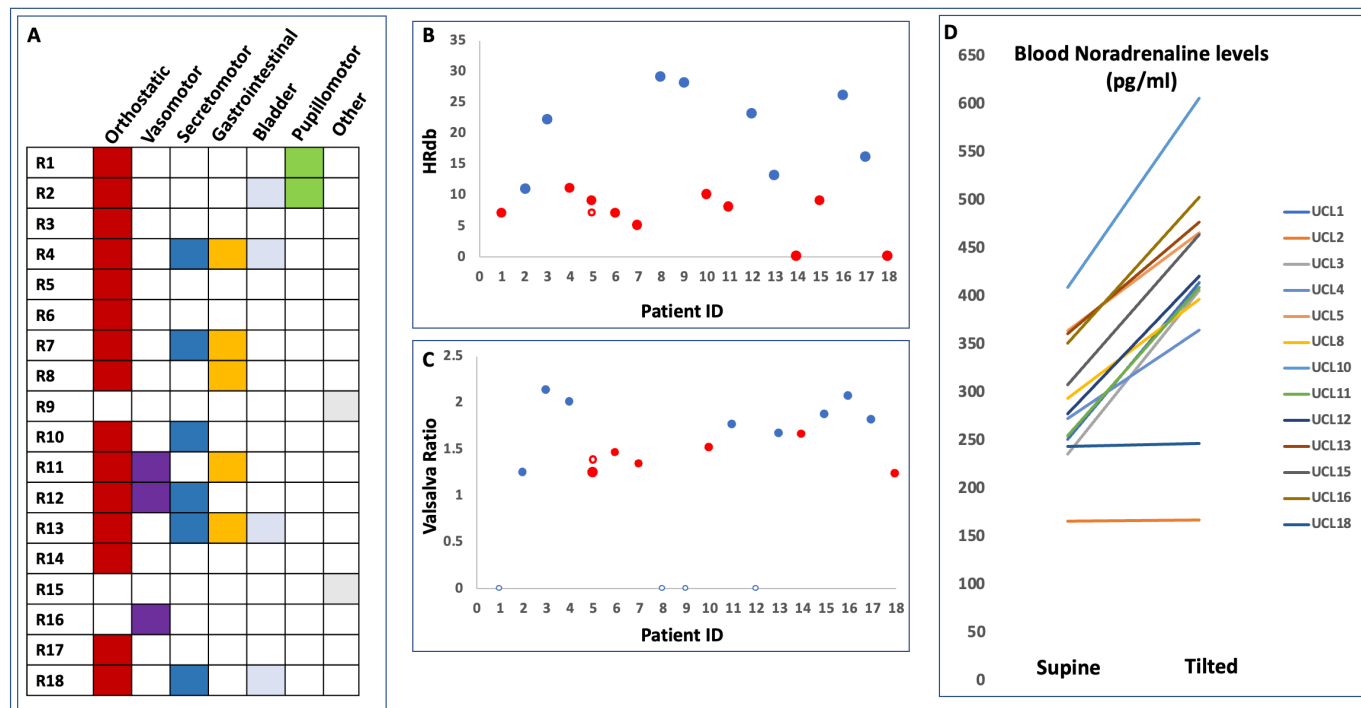 A
Orthostatic
Vasomotor
Secretomotor
Gastrointestinal
Bladder
Pupillomotor
Other
R1
R2
R3
R4
R5
R6
R7
R8
R9
R10
R11
R12
R13
R14
R15
R16
R17
R18
B
35
30
25
20
15
10
5
0
HRdb
0 1 2 3 4 5 6 7 8 9 10 11 12 13 14 15 16 17 18
Patient ID
C
2.5
2
1.5
1
0.5
0
Valsalva Ratio
0 1 2 3 4 5 6 7 8 9 10 11 12 13 14 15 16 17 18
Patient ID
D
Blood Noradrenaline levels
(pg/ml)
650
600
550
500
450
400
350
300
250
200
150
100
50
0
Supine Tilted
UCL1
UCL2
UCL3
UCL4
UCL5
UCL8
UCL10
UCL11
UCL12
UCL13
UCL15
UCL16
UCL18